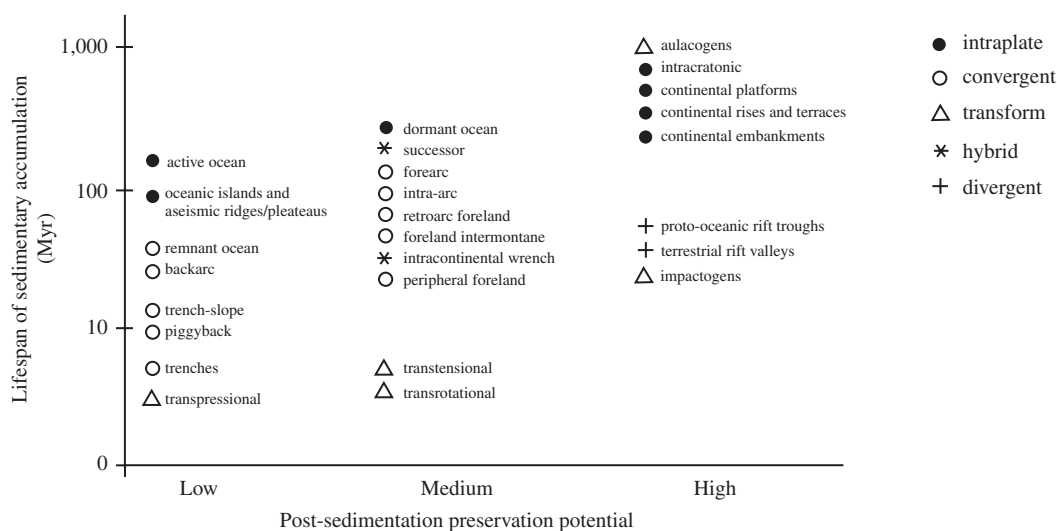 1,000
100
10
0
Lifespan of sedimentary accumulation
(Myr)
active ocean
oceanic islands and
aseismic ridges/pleateaus
remnant ocean
backarc
trench-slope
piggyback
trenches
transpressional
dormant ocean
successor
forearc
intra-arc
retroarc foreland
foreland intermontane
intracontinental wrench
peripheral foreland
transtensional
transrotational
aulacogens
intracratonic
continental platforms
continental rises and terraces
continental embankments
proto-oceanic rift troughs
terrestrial rift valleys
impactogens
intraplate
convergent
transform
hybrid
divergent
Low
Medium
High
Post-sedimentation preservation potential